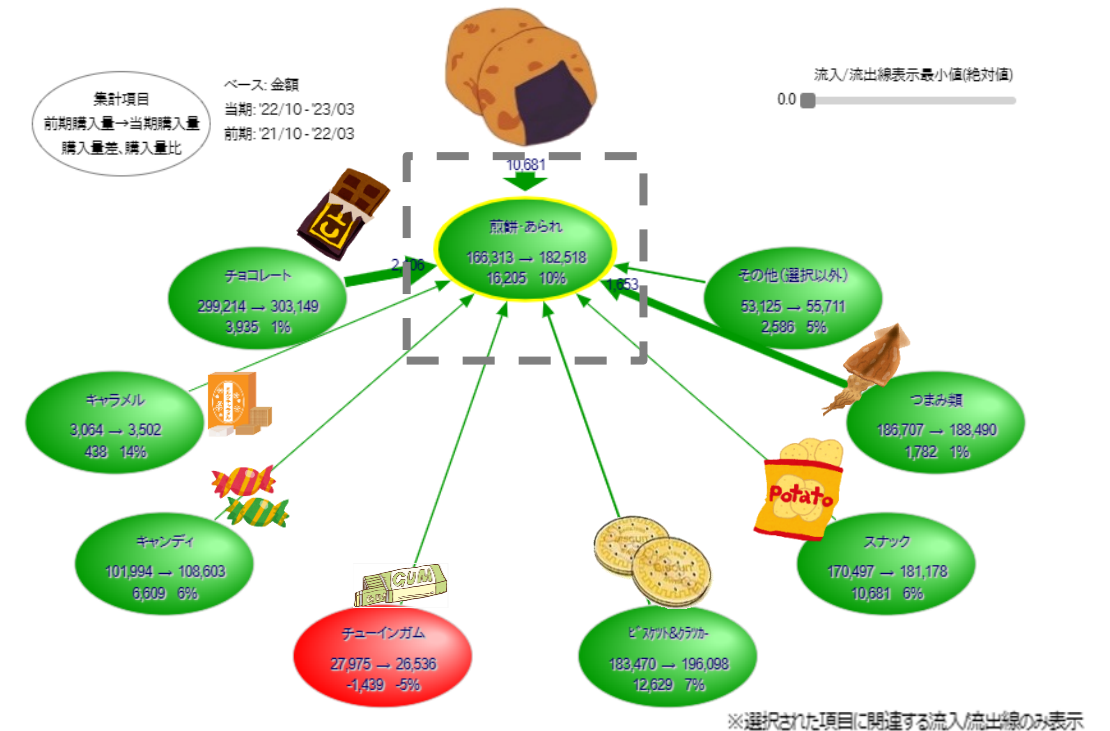 集計項目
前期購入量→当期購入量
購入量差、購入量比
ベース: 金額
当期: '22/10 - '23/03
前期: '21/10 - '22/03
流入/流出線表示最小値(絶対値)
0.0
10,681
煎餅・あられ
166,313 → 182,518
16,205 10%
チョコレート
299,214 → 303,149
3,935 1%
1,653
その他(選択以外)
53,125 → 55,711
2,586 5%
キャラメル
3,064 → 3,502
438 14%
つまみ類
186,707 → 188,490
1,782 1%
キャンディ
101,994 → 108,603
6,609 6%
Potato
スナック
170,497 → 181,178
10,681 6%
GUM
チューインガム
27,975 → 26,536
-1,439 -5%
BISCUIT
ビスケット&クラッカー
183,470 → 196,098
12,629 7%
※選択された項目に関連する流入/流出線のみ表示